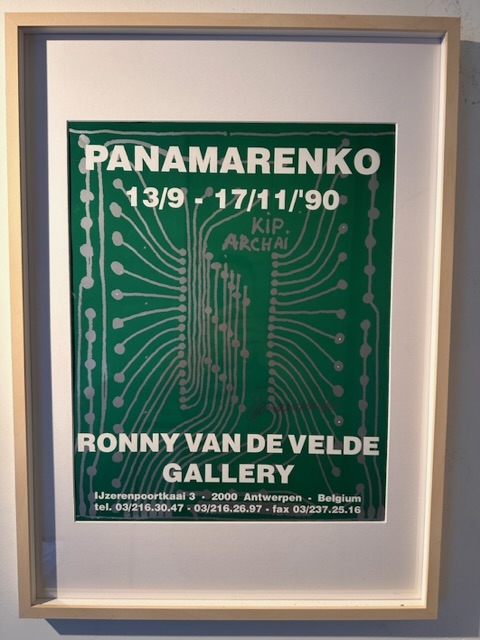 PANAMARENKO
13/9 - 17/11/'90
KIP.
ARCHAI
RONNY VAN DE VELDE
GALLERY
IJzerenpoortkaai 3 - 2000 Antwerpen - Belgium
tel. 03/216.30.47 - 03/216.26.97 - fax 03/237.25.16